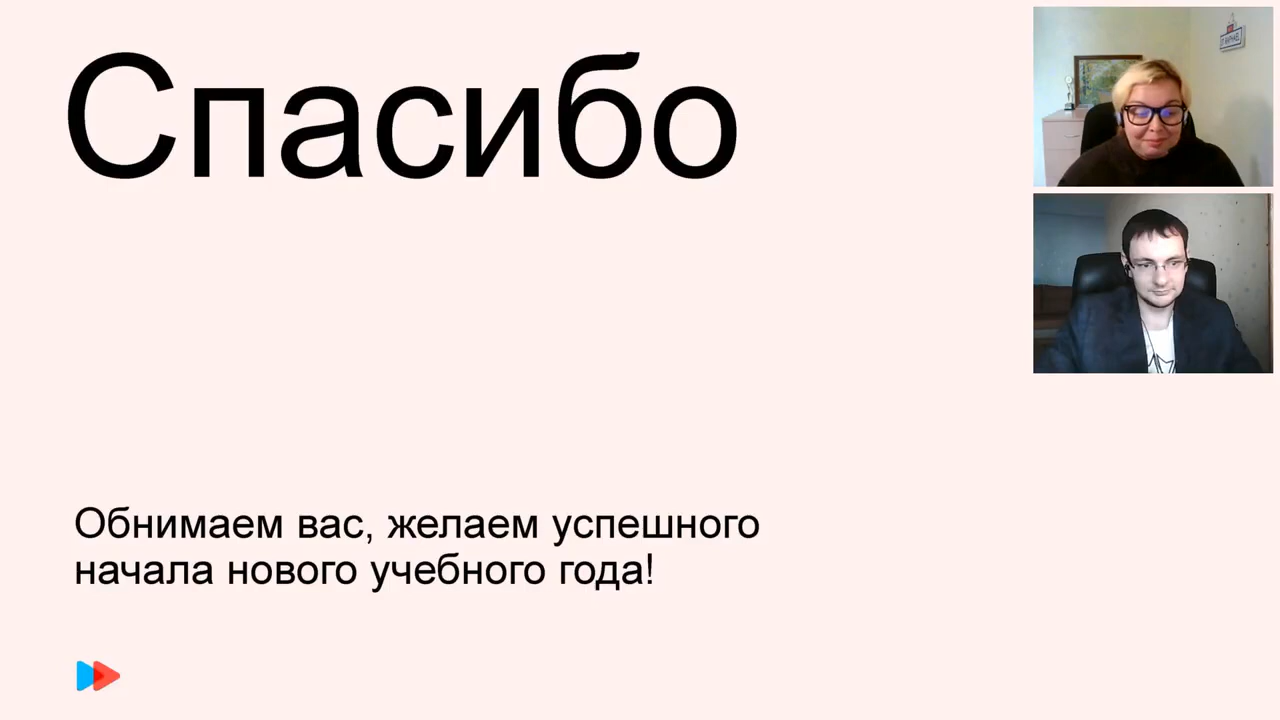 Спасибо
Обнимаем вас, желаем успешного
начала нового учебного года!